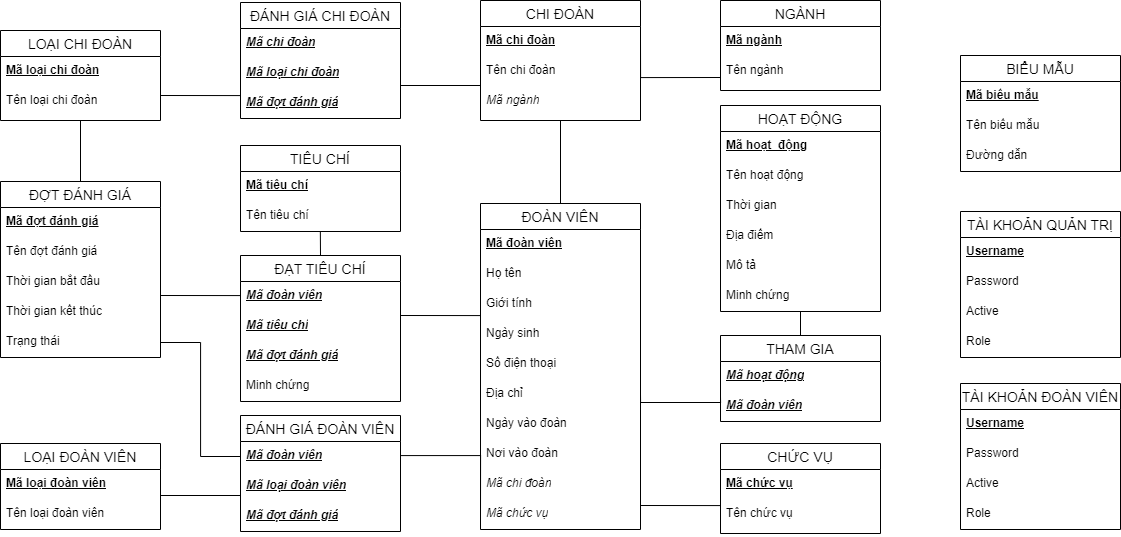 LOẠI CHI ĐOÀN
Mã loại chi đoàn
Tên loại chi đoàn
ĐÁNH GIÁ CHI ĐOÀN
Mã chi đoàn
Mã loại chi đoàn
Mã đợt đánh giá
CHI ĐOÀN
Mã chi đoàn
Tên chi đoàn
Mã ngành
NGÀNH
Mã ngành
Tên ngành
BIỂU MẪU
Mã biểu mẫu
Tên biểu mẫu
Đường dẫn
HOẠT ĐỘNG
Mã hoạt động
Tên hoạt động
Thời gian
Địa điểm
Mô tả
Minh chứng
TIÊU CHÍ
Mã tiêu chí
Tên tiêu chí
ĐỢT ĐÁNH GIÁ
Mã đợt đánh giá
Tên đợt đánh giá
Thời gian bắt đầu
Thời gian kết thúc
Trạng thái
ĐẠT TIÊU CHÍ
Mã đoàn viên
Mã tiêu chi
Mã đợt đánh giá
Minh chứng
ĐOÀN VIÊN
Mã đoàn viên
Họ tên
Giới tính
Ngày sinh
Số điện thoại
Địa chỉ
Ngày vào đoàn
Nơi vào đoàn
Mã chi đoàn
Mã chức vụ
TÀI KHOẢN QUẢN TRỊ
Username
Password
Active
Role
THAM GIA
Mã hoạt động
Mã đoàn viên
ĐÁNH GIÁ ĐOÀN VIÊN
Mã đoàn viên
Mã loại đoàn viên
Mã đợt đánh giá
LOẠI ĐOÀN VIÊN
Mã loại đoàn viên
Tên loại đoàn viên
CHỨC VỤ
Mã chức vụ
Tên chức vụ
TÀI KHOẢN ĐOÀN VIÊN
Username
Password
Active
Role